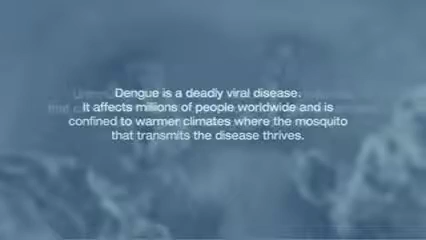 Dengue is a deadly viral disease.
It affects millions of people worldwide and is
confined to warmer climates where the mosquito
that transmits the disease thrives.